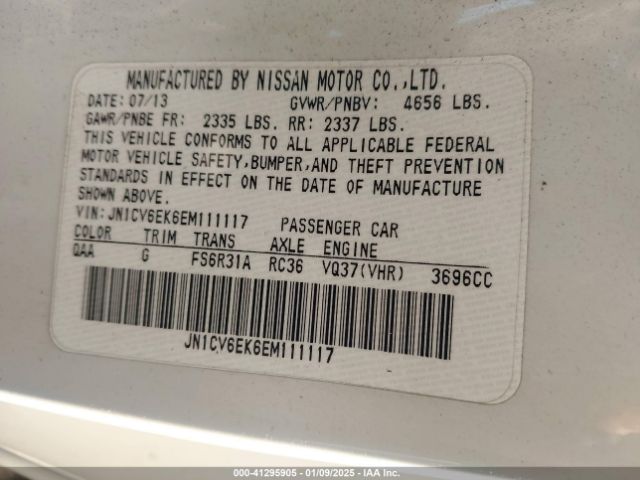 MANUFACTURED BY NISSAN MOTOR CO.,LTD.
DATE: 07/13 GVWR/PNBV: 4656 LBS.
GAWR/PNBE FR: 2335 LBS. RR: 2337 LBS.
THIS VEHICLE CONFORMS TO ALL APPLICABLE FEDERAL
MOTOR VEHICLE SAFETY,BUMPER,AND THEFT PREVENTION
STANDARDS IN EFFECT ON THE DATE OF MANUFACTURE
SHOWN ABOVE.
VIN: JN1CV6EK6EM111117 PASSENGER CAR
COLOR TRIM TRANS AXLE ENGINE
QAA G FS6R31A RC36 VQ37(VHR) 3696CC
JN1CV6EK6EM111117
000-41295905 - 01/09/2025 - IAA Inc.